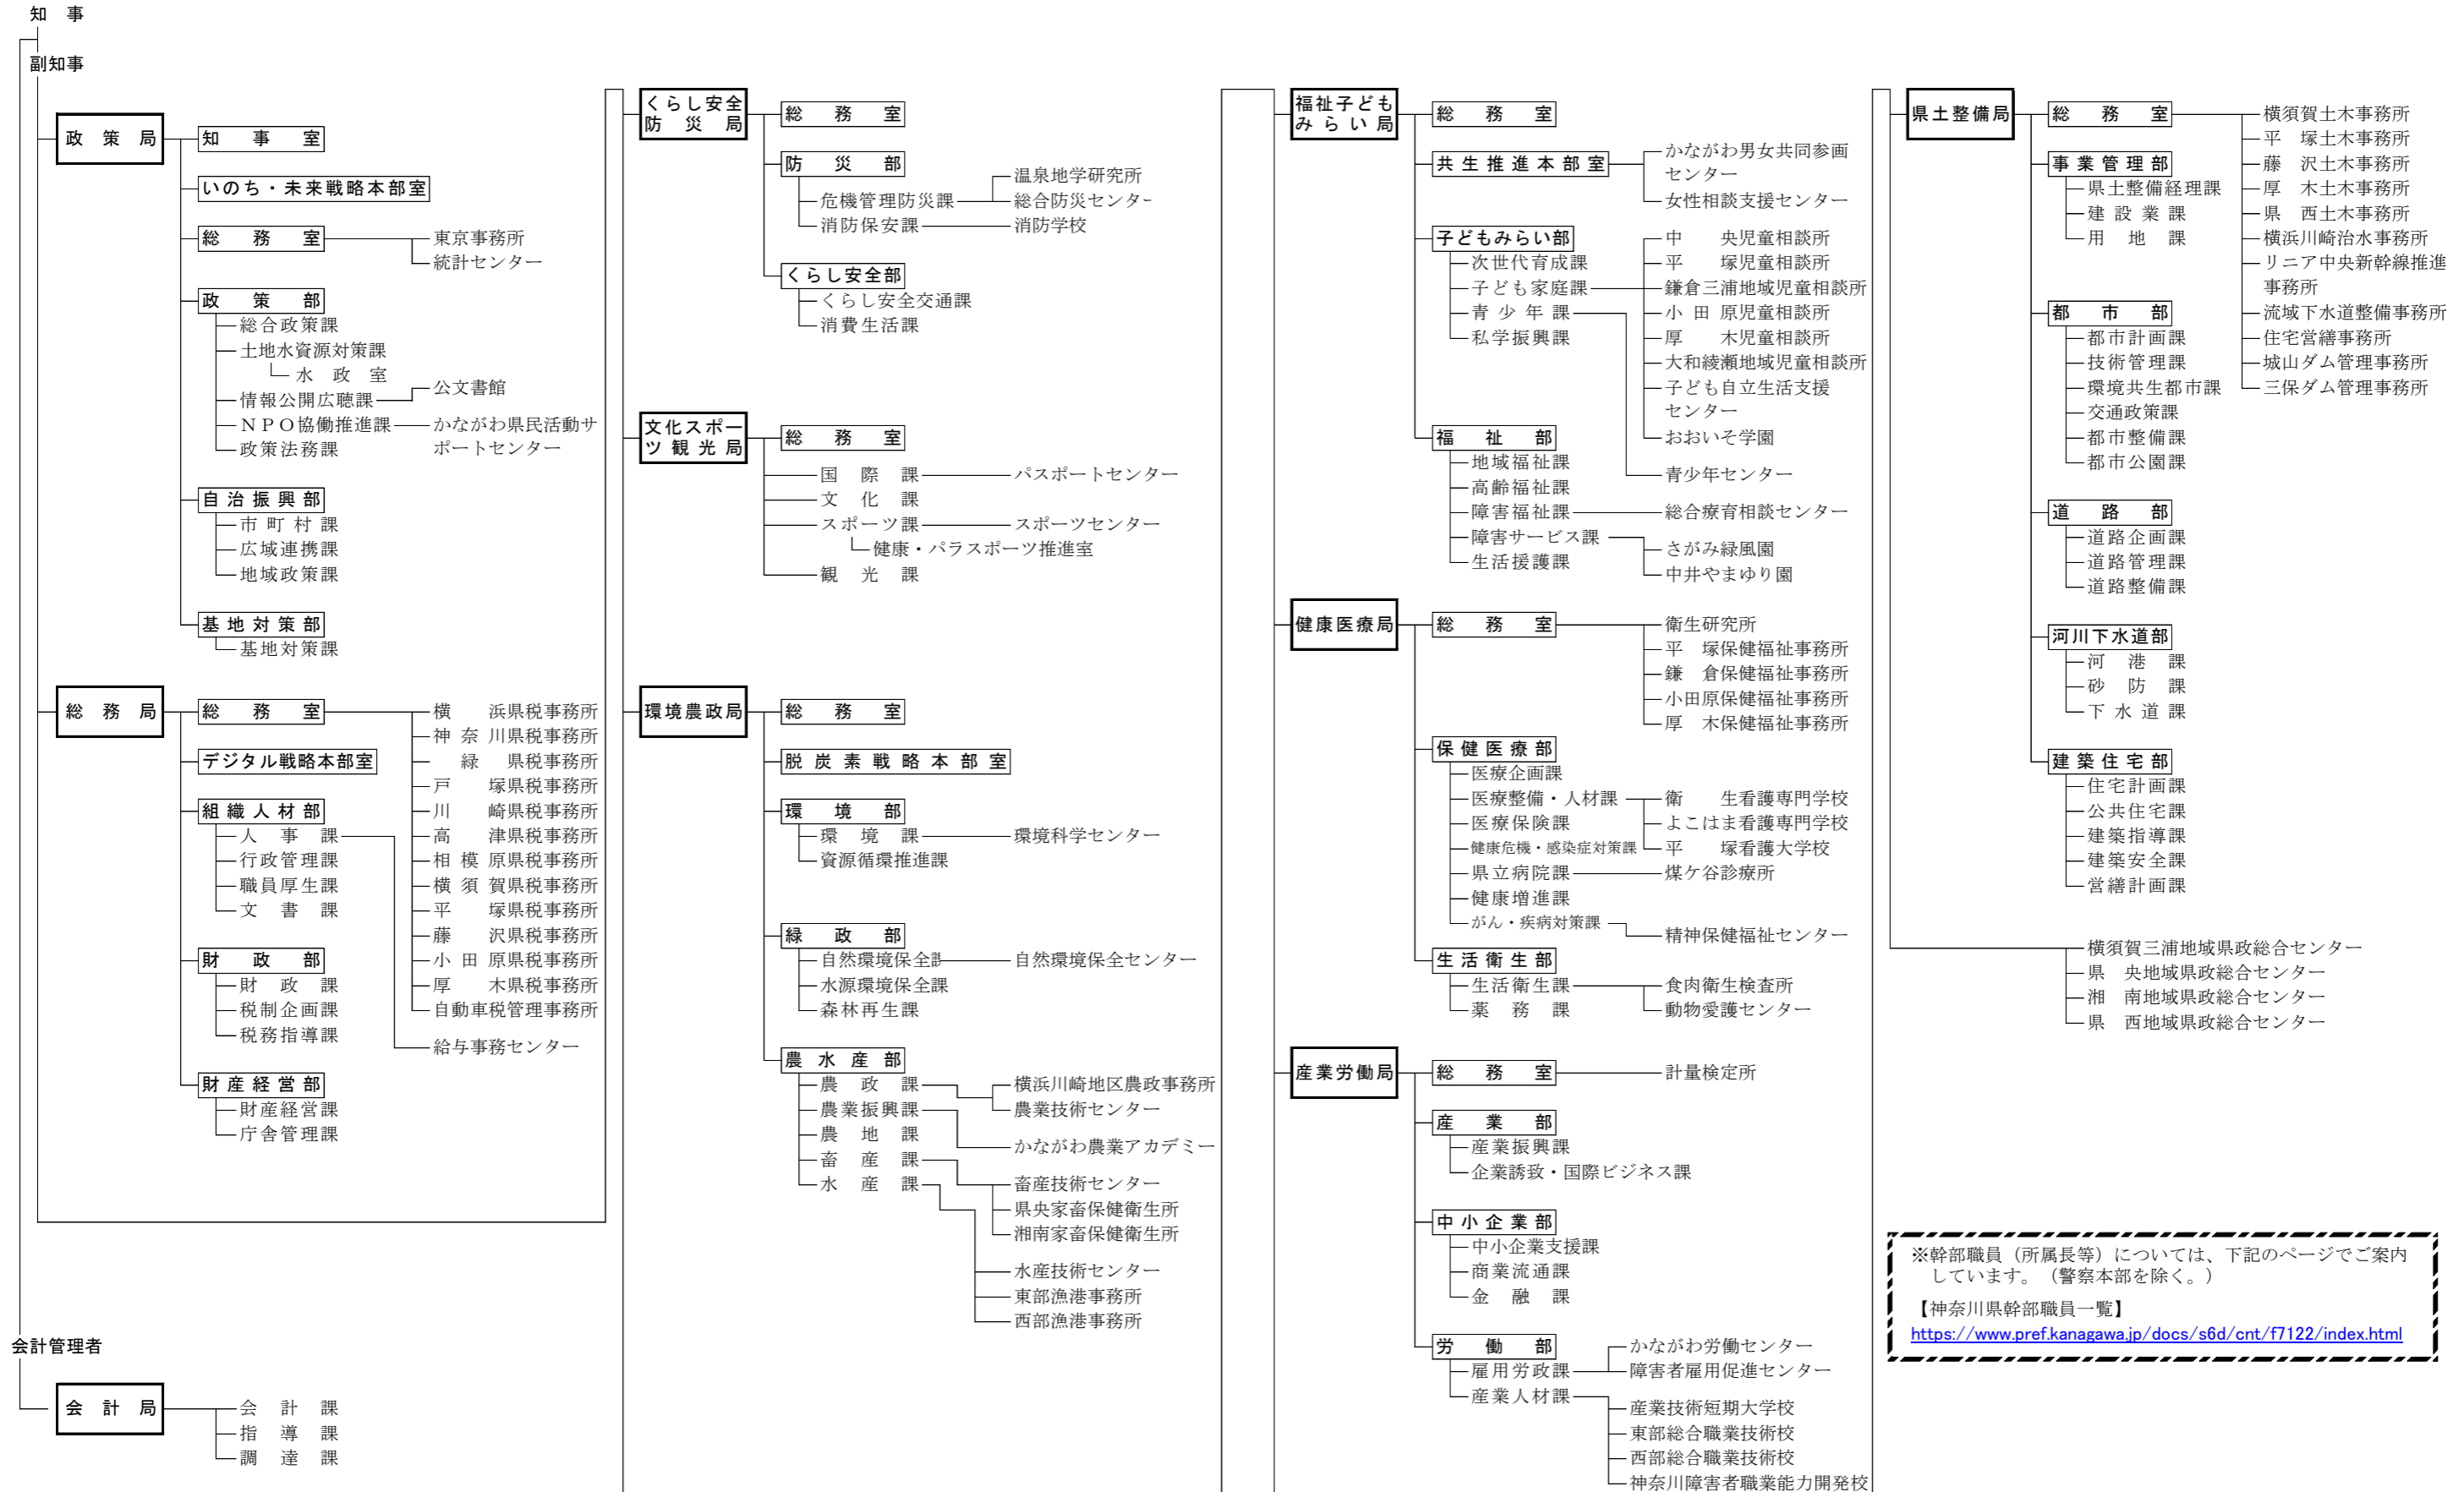 知　事
副知事
政　策　局
知　事　室
いのち・未来戦略本部室
総　務　室
東京事務所
統計センター
政　策　部
総合政策課
土地水資源対策課
水　政　室
情報公開広聴課
公文書館
ＮＰＯ協働推進課
かながわ県民活動サ
ポートセンター
政策法務課
自治振興部
市町村課
広域連携課
地域政策課
基地対策部
基地対策課
総　務　局
総　務　室
横　浜県税事務所
神奈川県税事務所
緑　県税事務所
戸　塚県税事務所
川　崎県税事務所
高　津県税事務所
相模原県税事務所
横須賀県税事務所
平　塚県税事務所
藤　沢県税事務所
小田原県税事務所
厚　木県税事務所
自動車税管理事務所
デジタル戦略本部室
組織人材部
人　事　課
行政管理課
職員厚生課
文　書　課
給与事務センター
財　政　部
財　政　課
税制企画課
税務指導課
財産経営部
財産経営課
庁舎管理課
会計管理者
会　計　局
会　計　課
指　導　課
調　達　課
くらし安全
防　災　局
総　務　室
防　災　部
危機管理防災課
温泉地学研究所
総合防災センター
消防保安課
消防学校
くらし安全部
くらし安全交通課
消費生活課
文化スポー
ツ観光局
総　務　室
国　際　課
パスポートセンター
文　化　課
スポーツ課
スポーツセンター
健康・パラスポーツ推進室
観　光　課
環境農政局
総　務　室
脱炭素戦略本部室
環　境　部
環　境　課
環境科学センター
資源循環推進課
緑　政　部
自然環境保全課
自然環境保全センター
水源環境保全課
森林再生課
農水産部
農　政　課
横浜川崎地区農政事務所
農業技術センター
農業振興課
かながわ農業アカデミー
農　地　課
畜　産　課
畜産技術センター
県央家畜保健衛生所
湘南家畜保健衛生所
水　産　課
水産技術センター
東部漁港事務所
西部漁港事務所
福祉子ども
みらい局
総　務　室
共生推進本部室
かながわ男女共同参画
センター
女性相談支援センター
子どもみらい部
次世代育成課
子ども家庭課
青少年課
私学振興課
中　央児童相談所
平　塚児童相談所
鎌倉三浦地域児童相談所
小田原児童相談所
厚　木児童相談所
大和綾瀬地域児童相談所
子ども自立生活支援
センター
おおいそ学園
青少年センター
福　祉　部
地域福祉課
高齢福祉課
障害福祉課
総合療育相談センター
障害サービス課
さがみ緑風園
中井やまゆり園
生活援護課
健康医療局
総　務　室
衛生研究所
平　塚保健福祉事務所
鎌　倉保健福祉事務所
小田原保健福祉事務所
厚　木保健福祉事務所
保健医療部
医療企画課
医療整備・人材課
衛　生看護専門学校
よこはま看護専門学校
平　塚看護大学校
医療保険課
健康危機・感染症対策課
県立病院課
煤ケ谷診療所
健康増進課
がん・疾病対策課
精神保健福祉センター
生活衛生部
生活衛生課
食肉衛生検査所
動物愛護センター
薬　務　課
産業労働局
総　務　室
計量検定所
産　業　部
産業振興課
企業誘致・国際ビジネス課
中小企業部
中小企業支援課
商業流通課
金　融　課
労　働　部
雇用労政課
かながわ労働センター
障害者雇用促進センター
産業人材課
産業技術短期大学校
東部総合職業技術校
西部総合職業技術校
神奈川障害者職業能力開発校
県土整備局
総　務　室
横須賀土木事務所
平　塚土木事務所
藤　沢土木事務所
厚　木土木事務所
県　西土木事務所
横浜川崎治水事務所
リニア中央新幹線推進
事務所
流域下水道整備事務所
住宅営繕事務所
城山ダム管理事務所
三保ダム管理事務所
事業管理部
県土整備経理課
建設業課
用　地　課
都　市　部
都市計画課
技術管理課
環境共生都市課
交通政策課
都市整備課
都市公園課
道　路　部
道路企画課
道路管理課
道路整備課
河川下水道部
河　港　課
砂　防　課
下水道課
建築住宅部
住宅計画課
公共住宅課
建築指導課
建築安全課
営繕計画課
横須賀三浦地域県政総合センター
県　央地域県政総合センター
湘　南地域県政総合センター
県　西地域県政総合センター
※幹部職員（所属長等）については、下記のページでご案内
しています。（警察本部を除く。）
【神奈川県幹部職員一覧】
https://www.pref.kanagawa.jp/docs/s6d/cnt/f7122/index.html